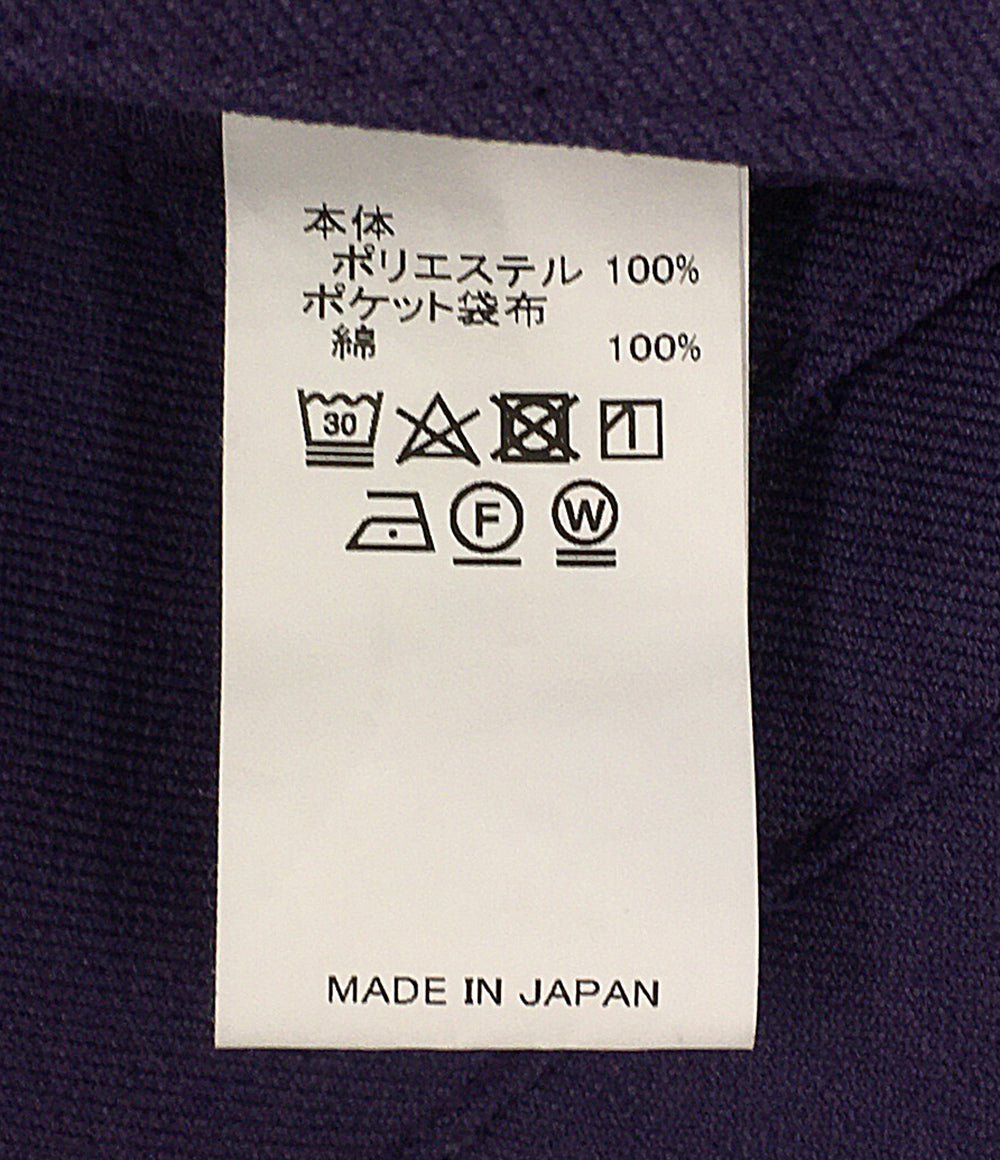 本体
ポリエステル 100%
ポケット袋布
綿 100%
30
F W
MADE IN JAPAN